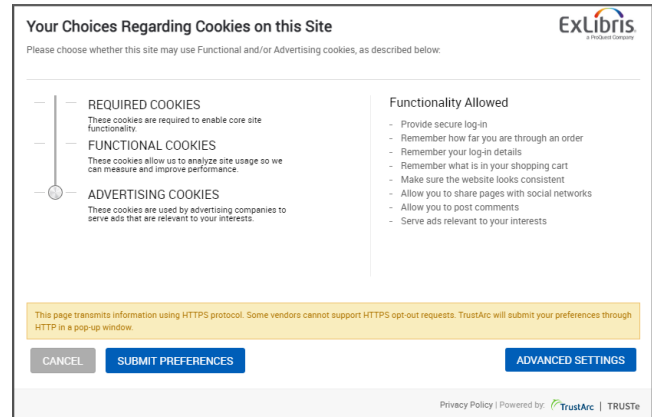 Your Choices Regarding Cookies on this Site
ExLibris
a ProQuest Company
Please choose whether this site may use Functional and/or Advertising cookies, as described below:
REQUIRED COOKIES
These cookies are required to enable core site
functionality.
FUNCTIONAL COOKIES
These cookies allow us to analyze site usage so we
can measure and improve performance.
ADVERTISING COOKIES
These cookies are used by advertising companies to
serve ads that are relevant to your interests.
Functionality Allowed
- Provide secure log-in
- Remember how far you are through an order
- Remember your log-in details
- Remember what is in your shopping cart
- Make sure the website looks consistent
- Allow you to share pages with social networks
- Allow you to post comments
- Serve ads relevant to your interests
This page transmits information using HTTPS protocol. Some vendors cannot support HTTPS opt-out requests. TrustArc will submit your preferences through
HTTP in a pop-up window.
CANCEL
SUBMIT PREFERENCES
ADVANCED SETTINGS
Privacy Policy | Powered by: TrustArc | TRUSTe